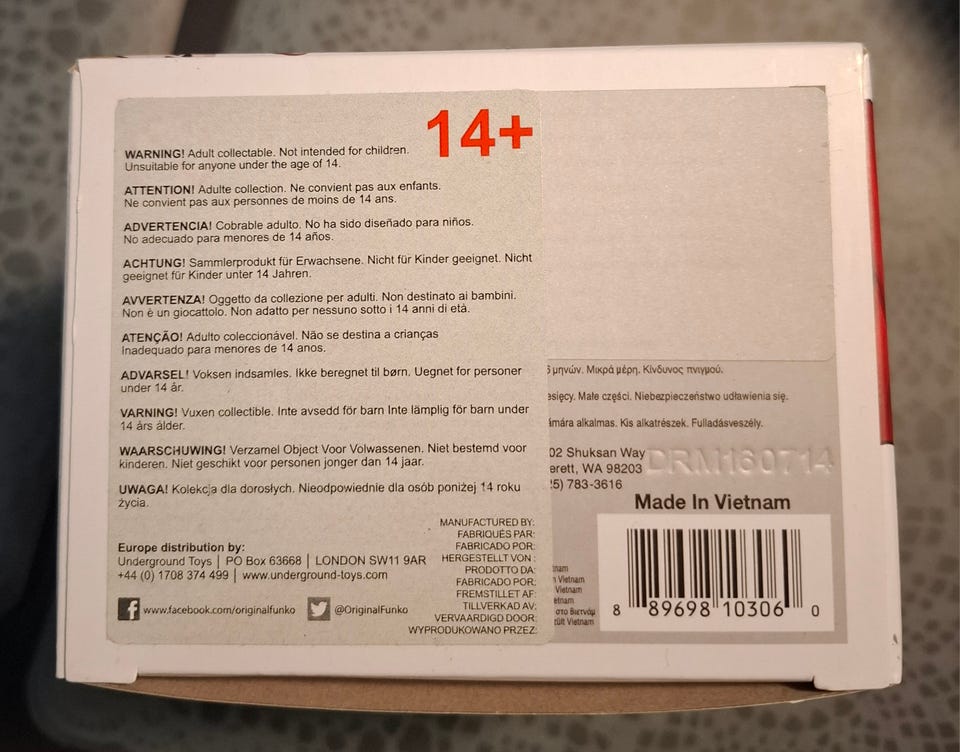 14+
WARNING! Adult collectable. Not intended for children.
Unsuitable for anyone under the age of 14.
ATTENTION! Adulte collection. Ne convient pas aux enfants.
Ne convient pas aux personnes de moins de 14 ans.
ADVERTENCIA! Cobrable adulto. No ha sido diseñado para niños.
No adecuado para menores de 14 años.
ACHTUNG! Sammlerprodukt für Erwachsene. Nicht für Kinder geeignet. Nicht
geeignet für Kinder unter 14 Jahren.
AVVERTENZA! Oggetto da collezione per adulti. Non destinato ai bambini.
Non è un giocattolo. Non adatto per nessuno sotto i 14 anni di età.
ATENÇÃO! Adulto coleccionável. Não se destina a crianças
Inadequado para menores de 14 anos.
ADVARSEL! Voksen indsamles. Ikke beregnet til børn. Uegnet for personer
under 14 år.
VARNING! Vuxen collectible. Inte avsedd för barn Inte lämplig för barn under
14 års ålder.
WAARSCHUWING! Verzamel Object Voor Volwassenen. Niet bestemd voor
kinderen. Niet geschikt voor personen jonger dan 14 jaar.
UWAGA! Kolekcja dla dorosłych. Nieodpowiednie dla osób poniżej 14 roku
życia.
MANUFACTURED BY:
FABRIQUÉS PAR:
FABRICADO POR:
HERGESTELLT VON :
PRODOTTO DA:
FABRICADO POR:
FREMSTILLET AF:
TILLVERKAD AV:
VERVAARDIGD DOOR:
WYPRODUKOWANO PRZEZ:
Europe distribution by:
Underground Toys | PO Box 63668 | LONDON SW11 9AR
+44 (0) 1708 374 499 | www.underground-toys.com
www.facebook.com/originalFunko @OriginalFunko
μηνών. Μικρά μέρη. Κίνδυνος πνιγμού.
esięcy. Małe części. Niebezpieczeństwo udławienia się.
ámára alkalmas. Kis alkatrészek. Fulladásveszély.
02 Shuksan Way
erett, WA 98203
25) 783-3616
DRM160714
Made In Vietnam
nam
Vietnam
Vietnam
etnam
στο Βιετνάμ
ült Vietnam
8 89698 10306 0